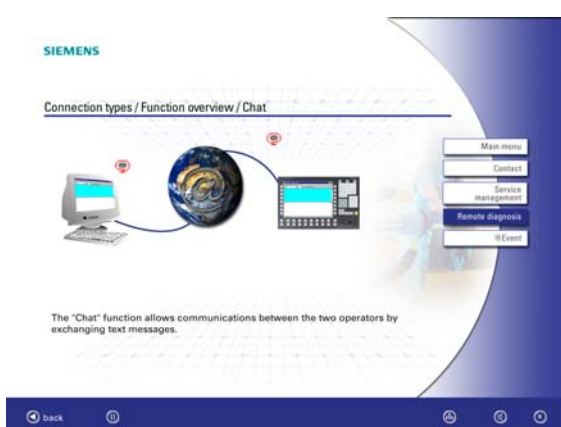 SIEMENS
Connection types / Function overview / Chat
Main menu
Contact
Service
management
Remote diagnosis
@Event
The "Chat" function allows communications between the two operators by
exchanging text messages.
back